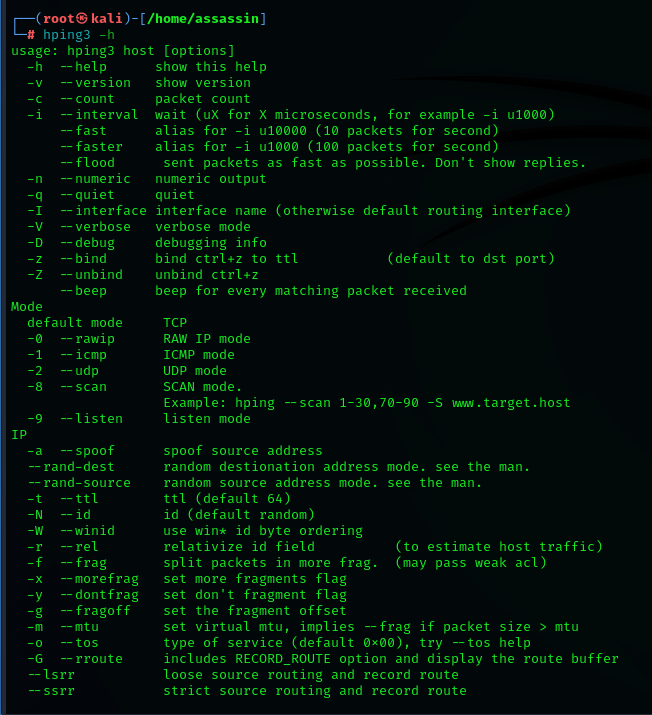 ┌──(root㉿kali)-[/home/assassin]
└─# hping3 -h
usage: hping3 host [options]
  -h  --help      show this help
  -v  --version   show version
  -c  --count     packet count
  -i  --interval  wait (uX for X microseconds, for example -i u1000)
      --fast      alias for -i u10000 (10 packets for second)
      --faster    alias for -i u1000 (100 packets for second)
      --flood      sent packets as fast as possible. Don't show replies.
  -n  --numeric   numeric output
  -q  --quiet     quiet
  -I  --interface interface name (otherwise default routing interface)
  -V  --verbose   verbose mode
  -D  --debug     debugging info
  -z  --bind      bind ctrl+z to ttl           (default to dst port)
  -Z  --unbind    unbind ctrl+z
      --beep      beep for every matching packet received
Mode
  default mode     TCP
  -0  --rawip      RAW IP mode
  -1  --icmp       ICMP mode
  -2  --udp        UDP mode
  -8  --scan       SCAN mode.
                   Example: hping --scan 1-30,70-90 -S www.target.host
  -9  --listen     listen mode
IP
  -a  --spoof      spoof source address
  --rand-dest      random destionation address mode. see the man.
  --rand-source    random source address mode. see the man.
  -t  --ttl        ttl (default 64)
  -N  --id         id (default random)
  -W  --winid      use win* id byte ordering
  -r  --rel        relativize id field          (to estimate host traffic)
  -f  --frag       split packets in more frag.  (may pass weak acl)
  -x  --morefrag   set more fragments flag
  -y  --dontfrag   set don't fragment flag
  -g  --fragoff    set the fragment offset
  -m  --mtu        set virtual mtu, implies --frag if packet size > mtu
  -o  --tos        type of service (default 0x00), try --tos help
  -G  --rroute     includes RECORD_ROUTE option and display the route buffer
  --lsrr           loose source routing and record route
  --ssrr           strict source routing and record route